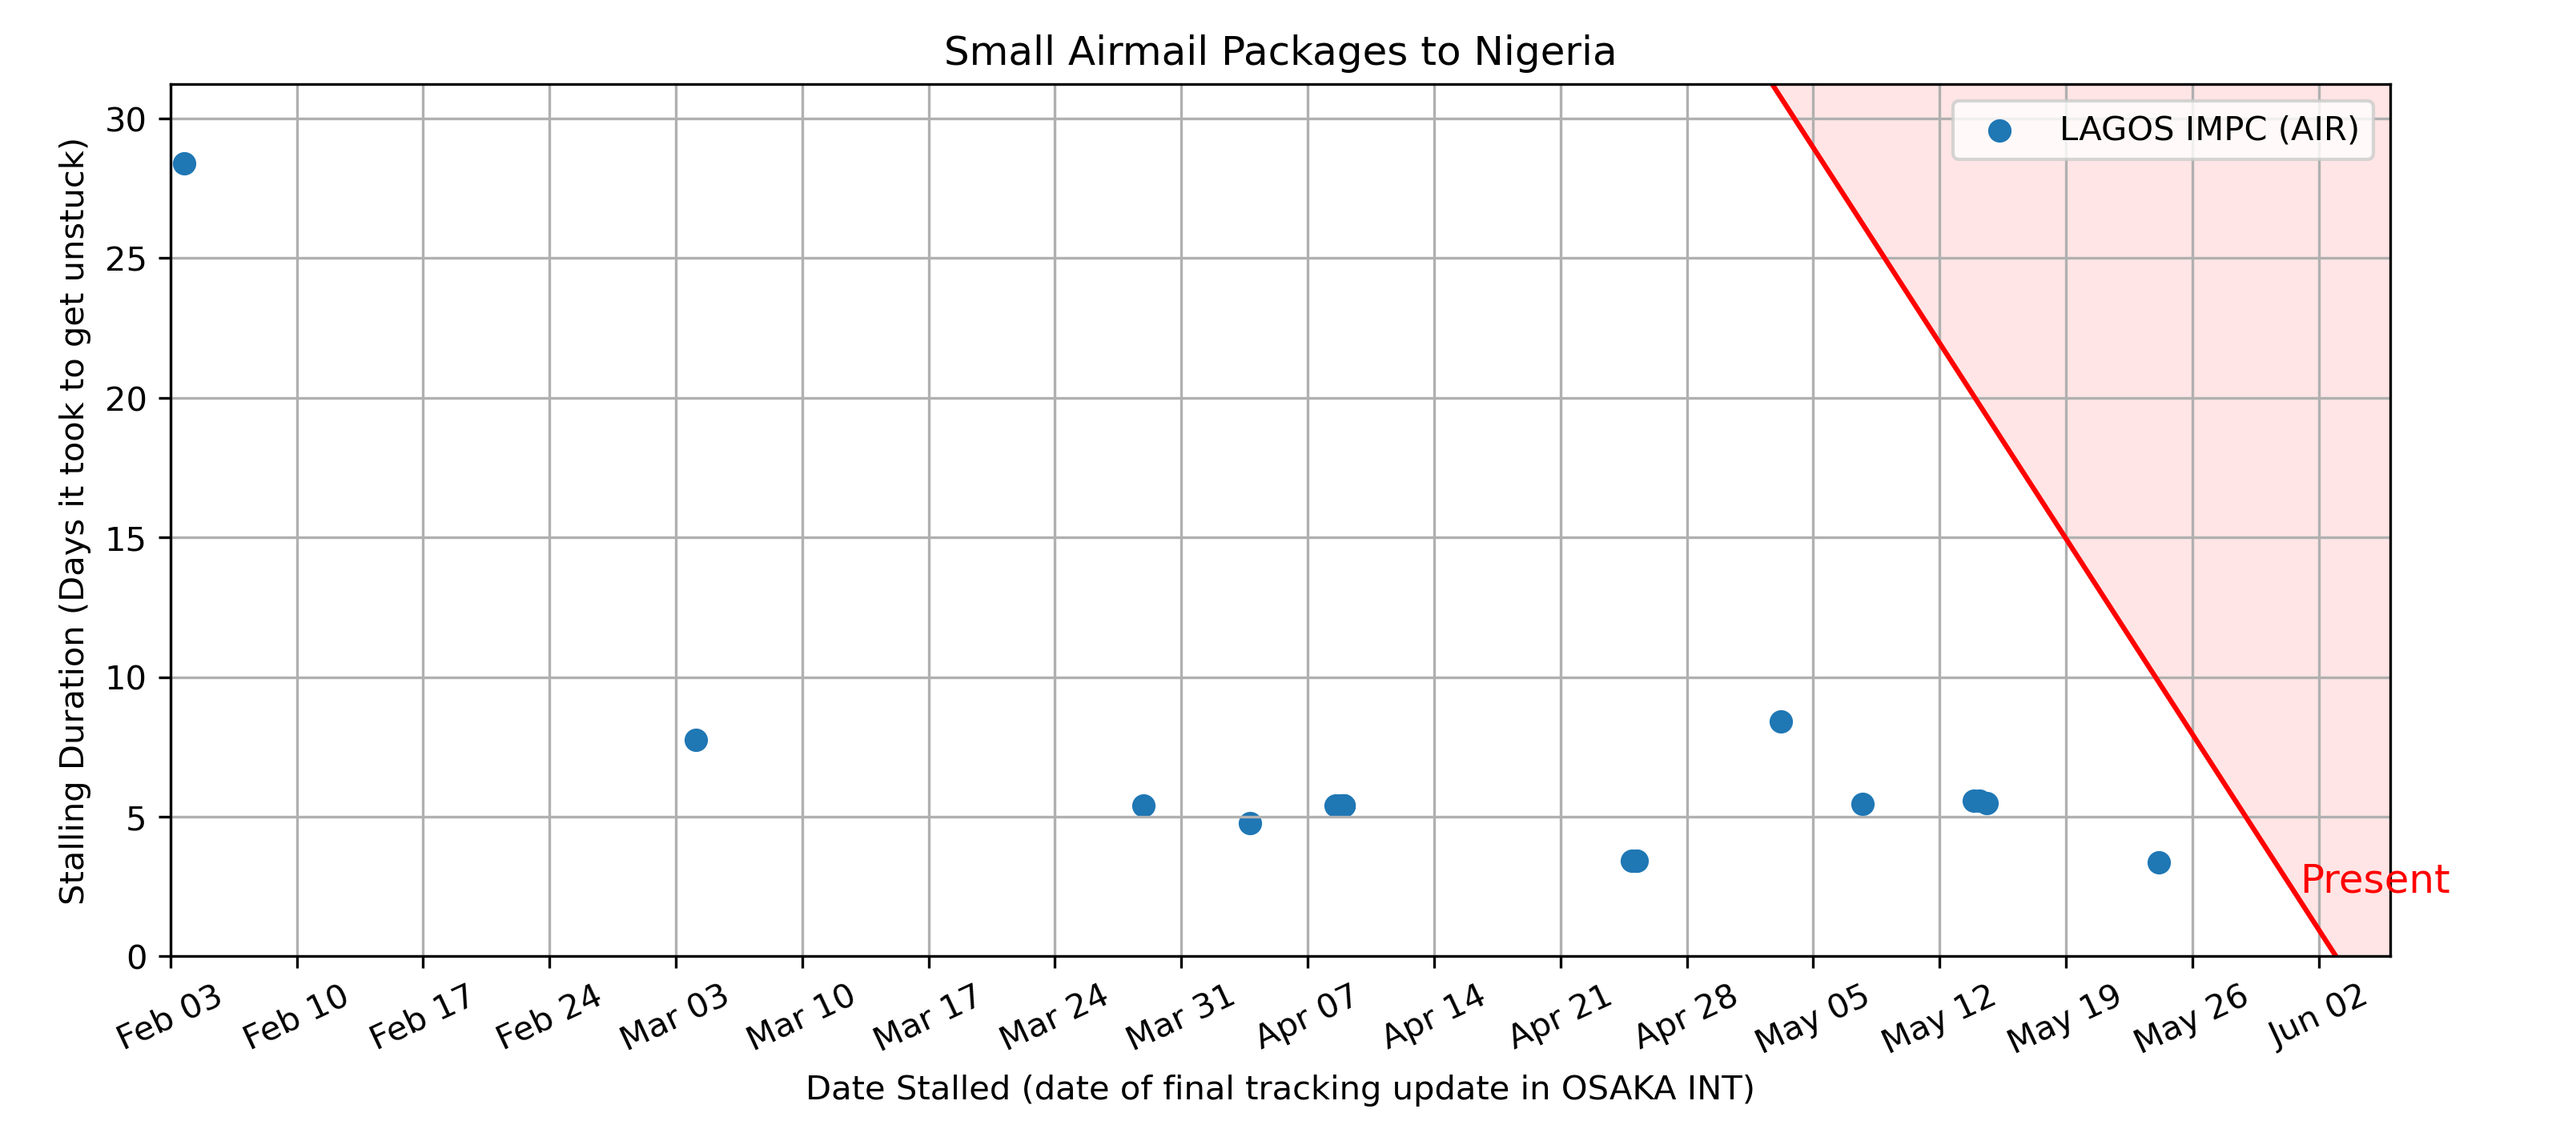 Small Airmail Packages to Nigeria
LAGOS IMPC (AIR)
Stalling Duration (Days it took to get unstuck)
30
25
20
15
10
5
0
Present
Feb 03
Feb 10
Feb 17
Feb 24
Mar 03
Mar 10
Mar 17
Mar 24
Mar 31
Apr 07
Apr 14
Apr 21
Apr 28
May 05
May 12
May 19
May 26
Jun 02
Date Stalled (date of final tracking update in OSAKA INT)